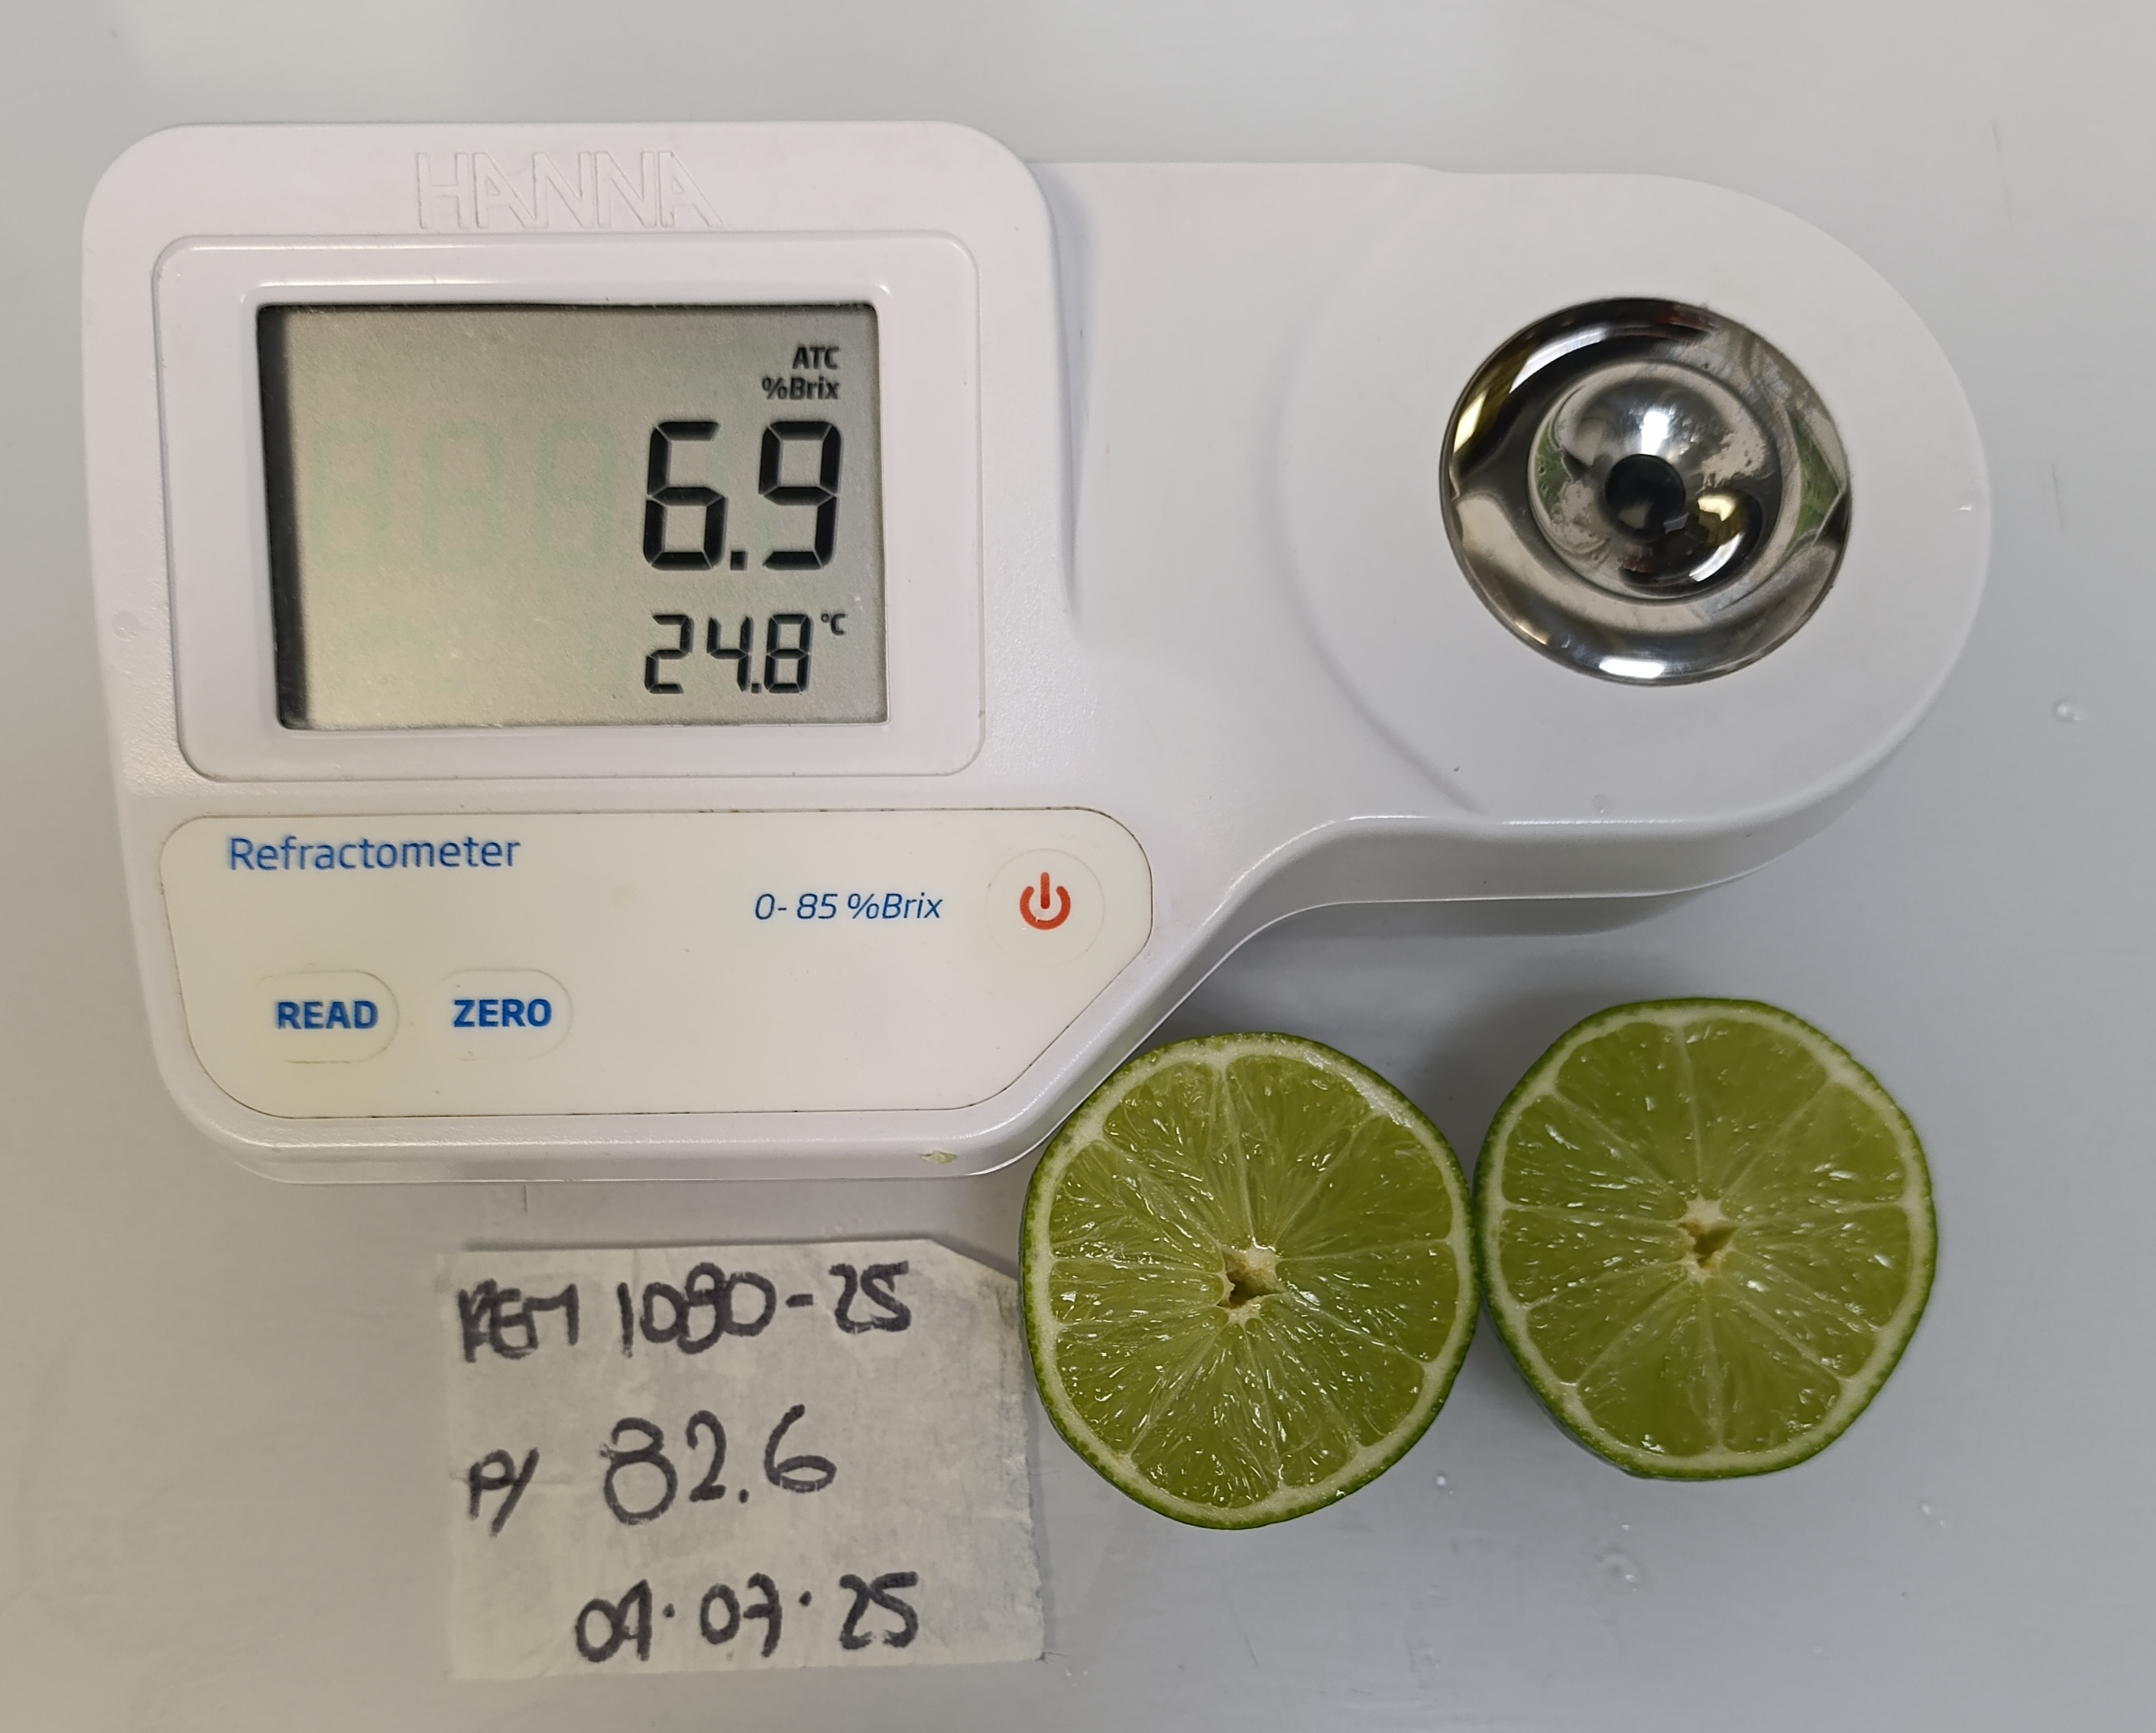 HANNA
ATC
%Brix
6.9
24.8 °C
Refractometer
0-85 %Brix
READ ZERO
REM 1080-25
P/ 82.6
07.25